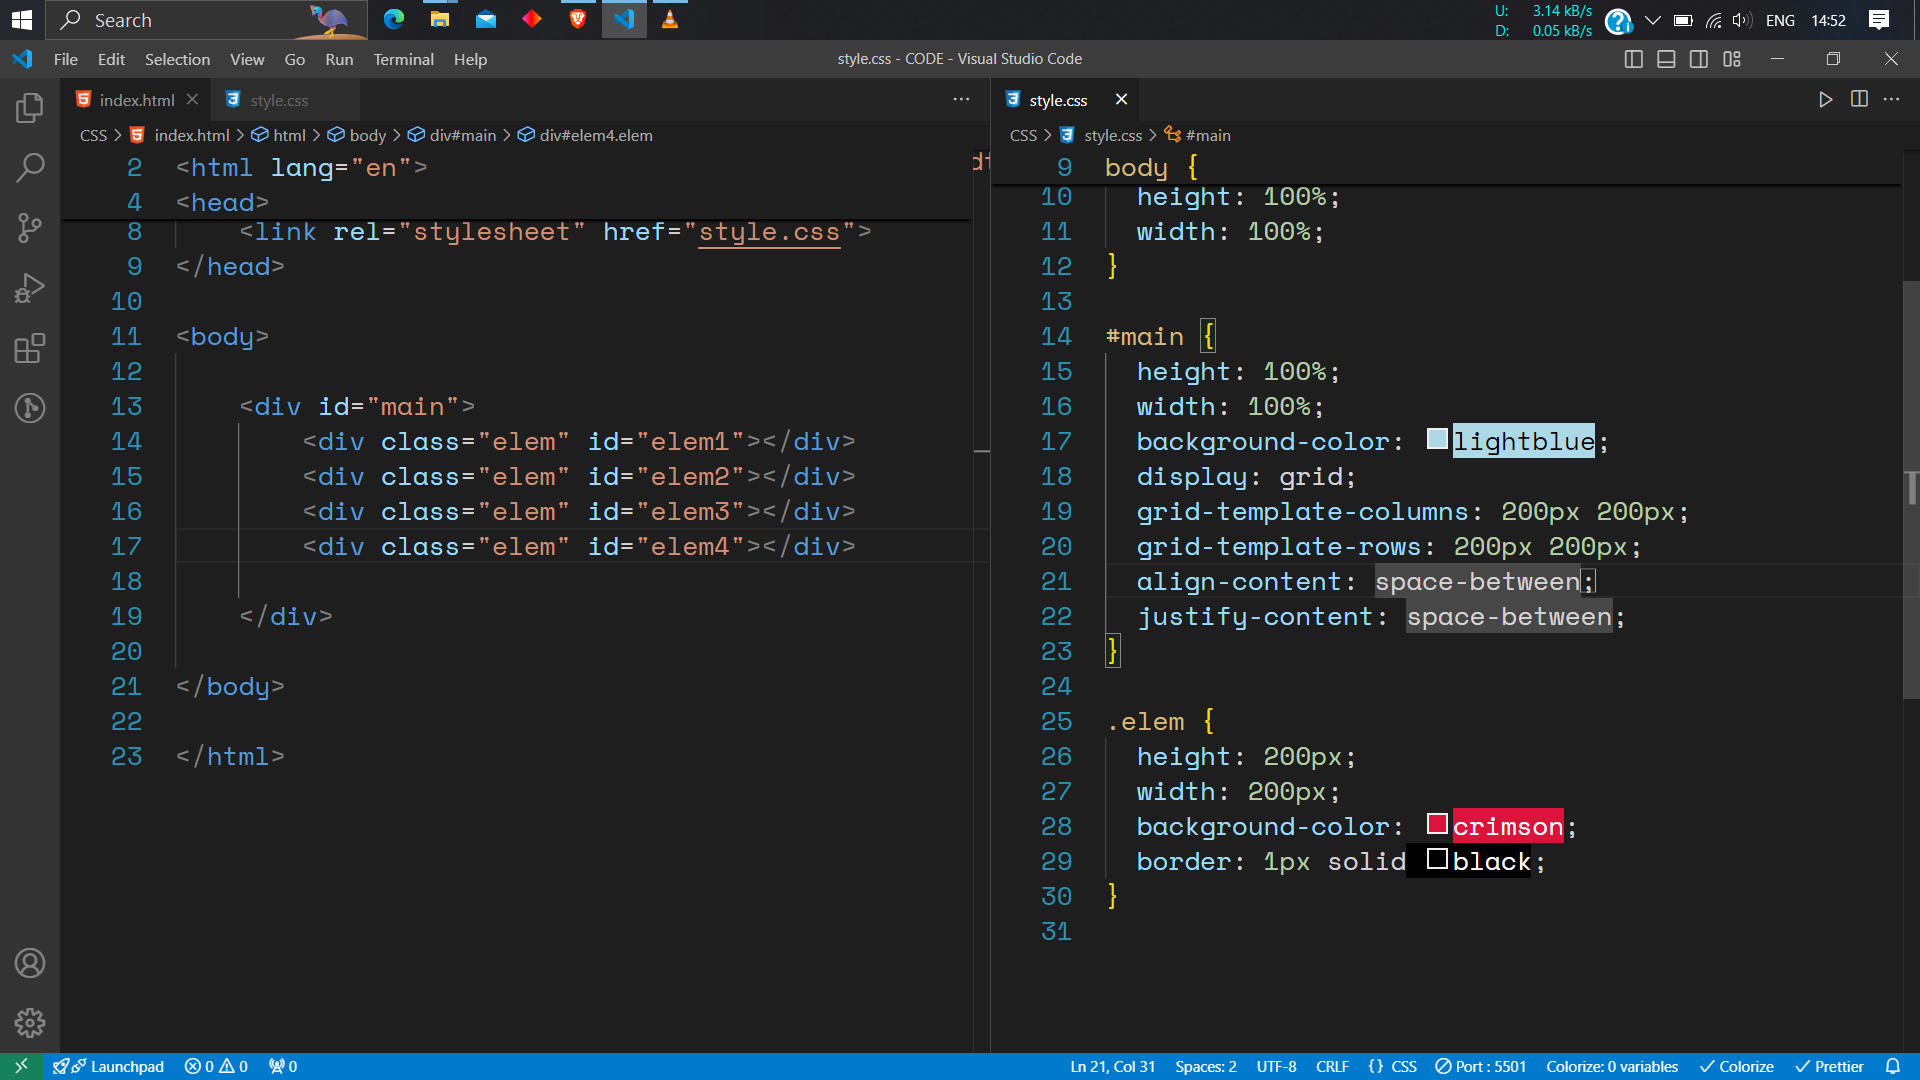 Search
U: 3.14 kB/s
D: 0.05 kB/s
ENG
14:52
File Edit Selection View Go Run Terminal Help
style.css - CODE - Visual Studio Code
index.html
style.css
CSS > index.html > html > body > div#main > div#elem4.elem
2 <html lang="en">
4 <head>
8 <link rel="stylesheet" href="style.css">
9 </head>
10
11 <body>
12
13 <div id="main">
14 <div class="elem" id="elem1"></div>
15 <div class="elem" id="elem2"></div>
16 <div class="elem" id="elem3"></div>
17 <div class="elem" id="elem4"></div>
18
19 </div>
20
21 </body>
22
23 </html>
style.css
CSS > style.css > #main
9 body {
10 height: 100%;
11 width: 100%;
12 }
13
14 #main {
15 height: 100%;
16 width: 100%;
17 background-color: lightblue;
18 display: grid;
19 grid-template-columns: 200px 200px;
20 grid-template-rows: 200px 200px;
21 align-content: space-between;
22 justify-content: space-between;
23 }
24
25 .elem {
26 height: 200px;
27 width: 200px;
28 background-color: crimson;
29 border: 1px solid black;
30 }
31
Launchpad 0 0 0
Ln 21, Col 31 Spaces: 2 UTF-8 CRLF {} CSS Port : 5501 Colorize: 0 variables Colorize Prettier